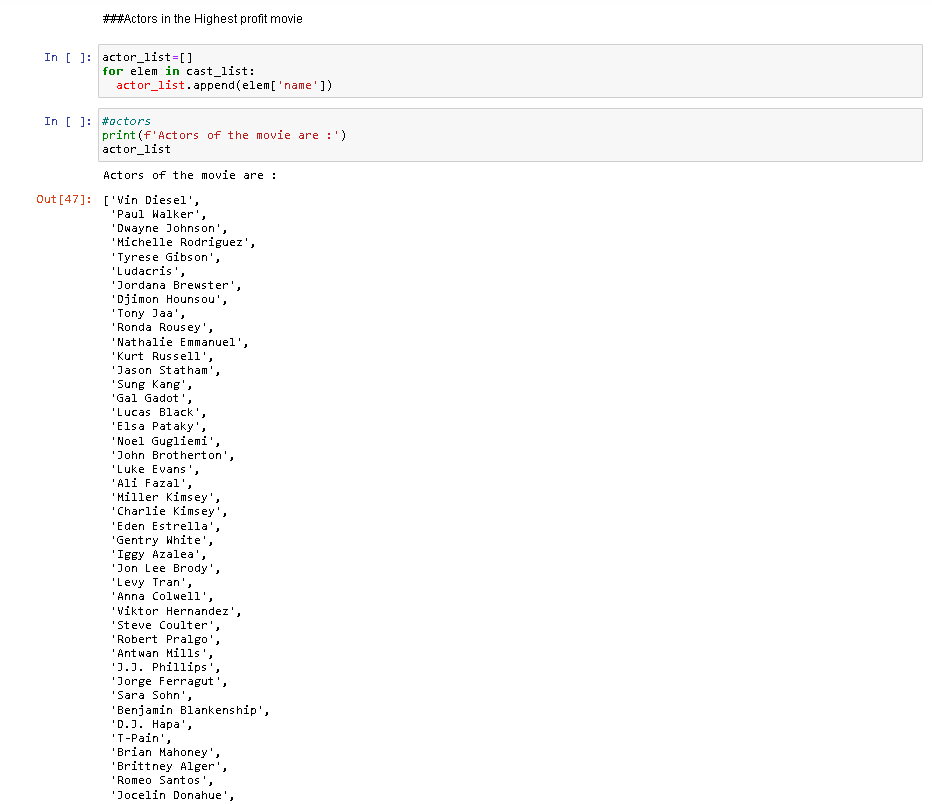 ###Actors in the Highest profit movie
In [ ]: actor_list=[]
for elem in cast_list:
  actor_list.append(elem['name'])
In [ ]: #actors
print(f'Actors of the movie are :')
actor_list
Actors of the movie are :
Out[47]: ['Vin Diesel',
'Paul Walker',
'Dwayne Johnson',
'Michelle Rodriguez',
'Tyrese Gibson',
'Ludacris',
'Jordana Brewster',
'Djimon Hounsou',
'Tony Jaa',
'Ronda Rousey',
'Nathalie Emmanuel',
'Kurt Russell',
'Jason Statham',
'Sung Kang',
'Gal Gadot',
'Lucas Black',
'Elsa Pataky',
'Noel Gugliemi',
'John Brotherton',
'Luke Evans',
'Ali Fazal',
'Miller Kimsey',
'Charlie Kimsey',
'Eden Estrella',
'Gentry White',
'Iggy Azalea',
'Jon Lee Brody',
'Levy Tran',
'Anna Colwell',
'Viktor Hernandez',
'Steve Coulter',
'Robert Pralgo',
'Antwan Mills',
'J.J. Phillips',
'Jorge Ferragut',
'Sara Sohn',
'Benjamin Blankenship',
'D.J. Hapa',
'T-Pain',
'Brian Mahoney',
'Brittney Alger',
'Romeo Santos',
'Jocelin Donahue',